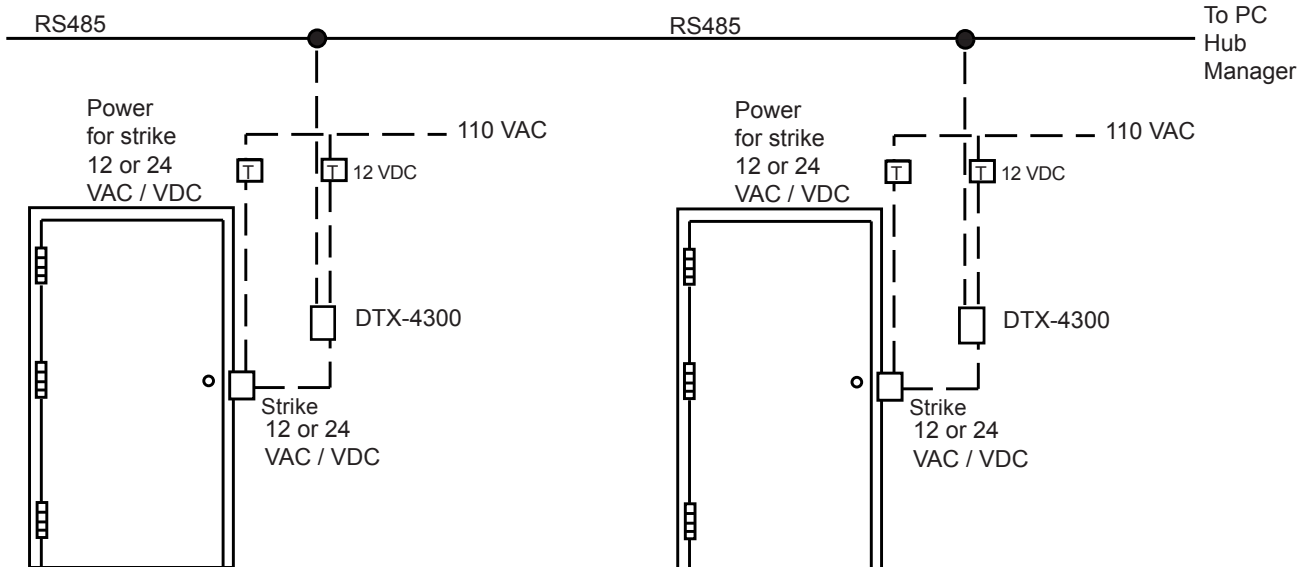 RS485
RS485
To PC
Hub
Manager
Power
for strike
12 or 24
VAC / VDC
110 VAC
T
T
12 VDC
DTX-4300
Strike
12 or 24
VAC / VDC
Power
for strike
12 or 24
VAC / VDC
110 VAC
T
T
12 VDC
DTX-4300
Strike
12 or 24
VAC / VDC